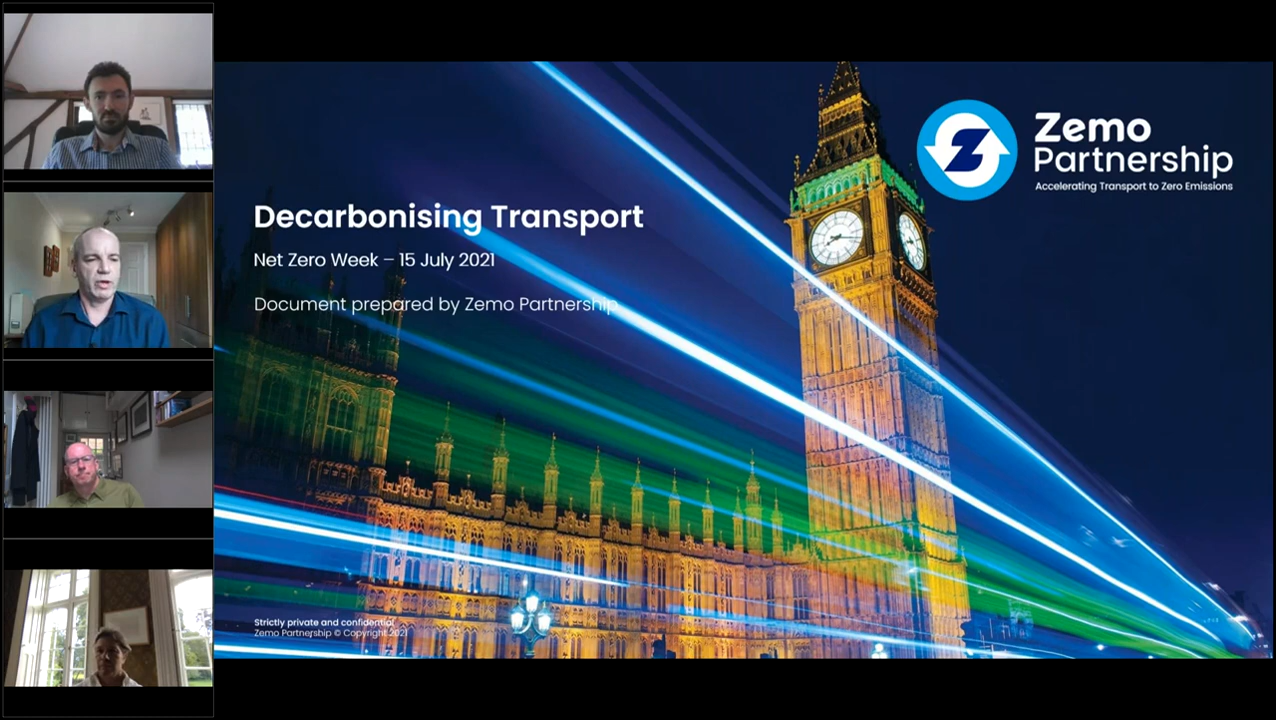 Zemo
Partnership
Accelerating Transport to Zero Emissions
Decarbonising Transport
Net Zero Week – 15 July 2021
Document prepared by Zemo Partnership
Strictly private and confidential
Zemo Partnership © Copyright 2021